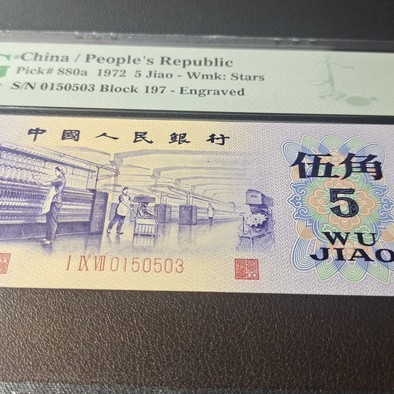 China / People's Republic
Pick# 880a 1972 5 Jiao - Wmk: Stars
S/N 0150503 Block 197 - Engraved
中國人民銀行
伍角
5
WU
JIAO
I IX VII 0150503